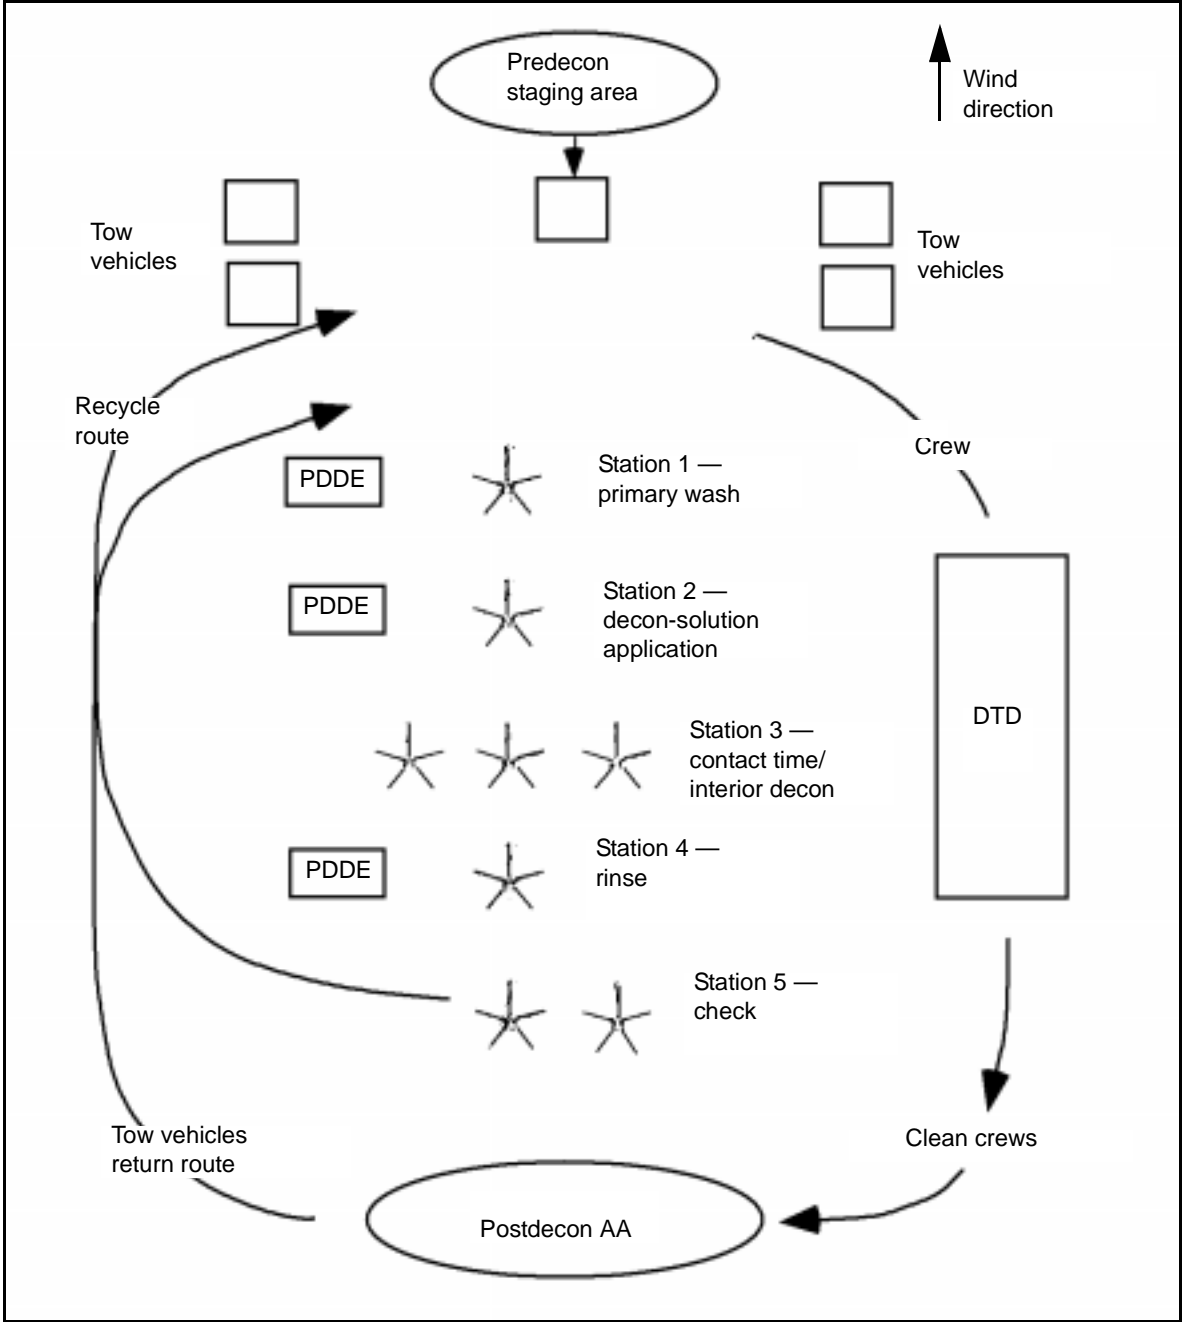 Predecon
staging area
Wind
direction
Tow
vehicles
Tow
vehicles
Recycle
route
Crew
PDDE
Station 1 —
primary wash
PDDE
Station 2 —
decon-solution
application
DTD
Station 3 —
contact time/
interior decon
PDDE
Station 4 —
rinse
Station 5 —
check
Tow vehicles
return route
Clean crews
Postdecon AA